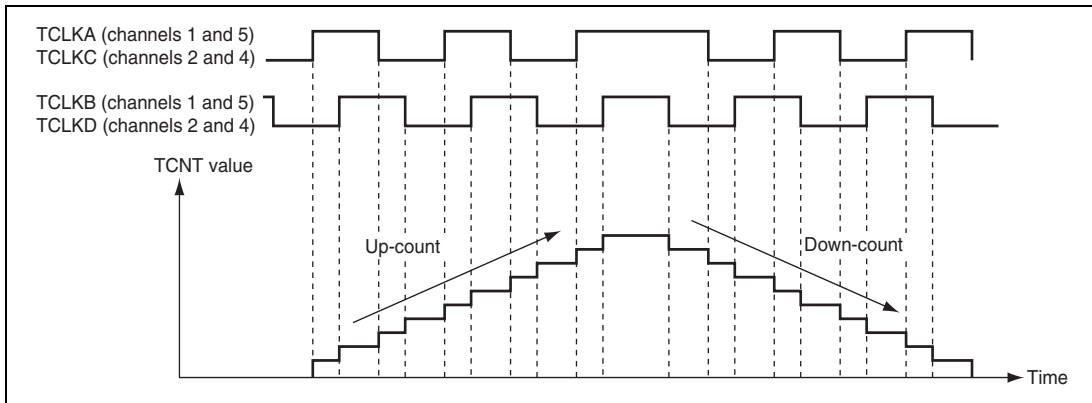 TCLKA (channels 1 and 5)
TCLKC (channels 2 and 4)
TCLKB (channels 1 and 5)
TCLKD (channels 2 and 4)
TCNT value
Up-count
Down-count
Time